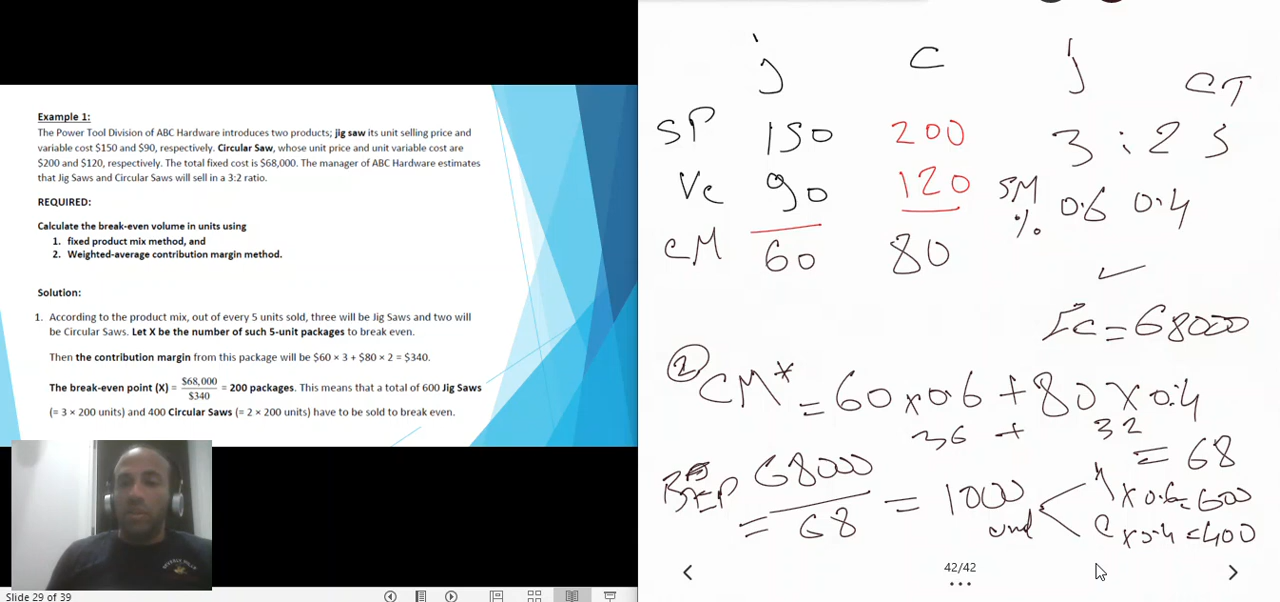 Example 1:
The Power Tool Division of ABC Hardware introduces two products; jig saw its unit selling price and
variable cost $150 and $90, respectively. Circular Saw, whose unit price and unit variable cost are
$200 and $120, respectively. The total fixed cost is $68,000. The manager of ABC Hardware estimates
that Jig Saws and Circular Saws will sell in a 3:2 ratio.
REQUIRED:
Calculate the break-even volume in units using
1. fixed product mix method, and
2. Weighted-average contribution margin method.
Solution:
1. According to the product mix, out of every 5 units sold, three will be Jig Saws and two will
be Circular Saws. Let X be the number of such 5-unit packages to break even.
Then the contribution margin from this package will be $60 × 3 + $80 × 2 = $340.
The break-even point (X) = $68,000 / $340 = 200 packages. This means that a total of 600 Jig Saws
(= 3 × 200 units) and 400 Circular Saws (= 2 × 200 units) have to be sold to break even.
Slide 29 of 39
j C j C T
SP 150 200 3 : 2 5
Vc 90 120 SM % 0.6 0.4
CM 60 80
= 68000
2 CM* = 60 x 0.6 + 80 x 0.4
36 + 32
= 68
BEP = 68000 / 68 = 1000
x 0.6 = 600
C x 0.4 = 400
42/42